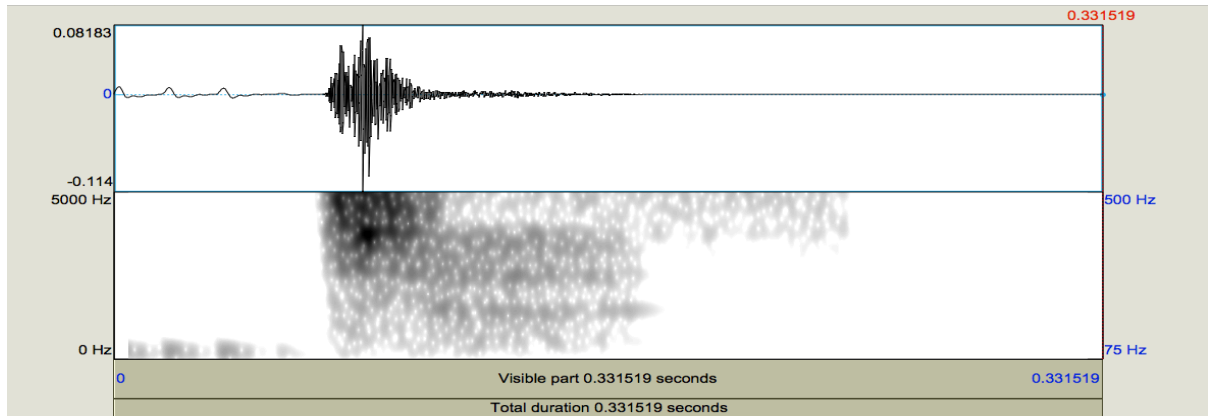 0.331519
0.08183
0
-0.114
5000 Hz 500 Hz
0 Hz 75 Hz
0 Visible part 0.331519 seconds 0.331519
Total duration 0.331519 seconds